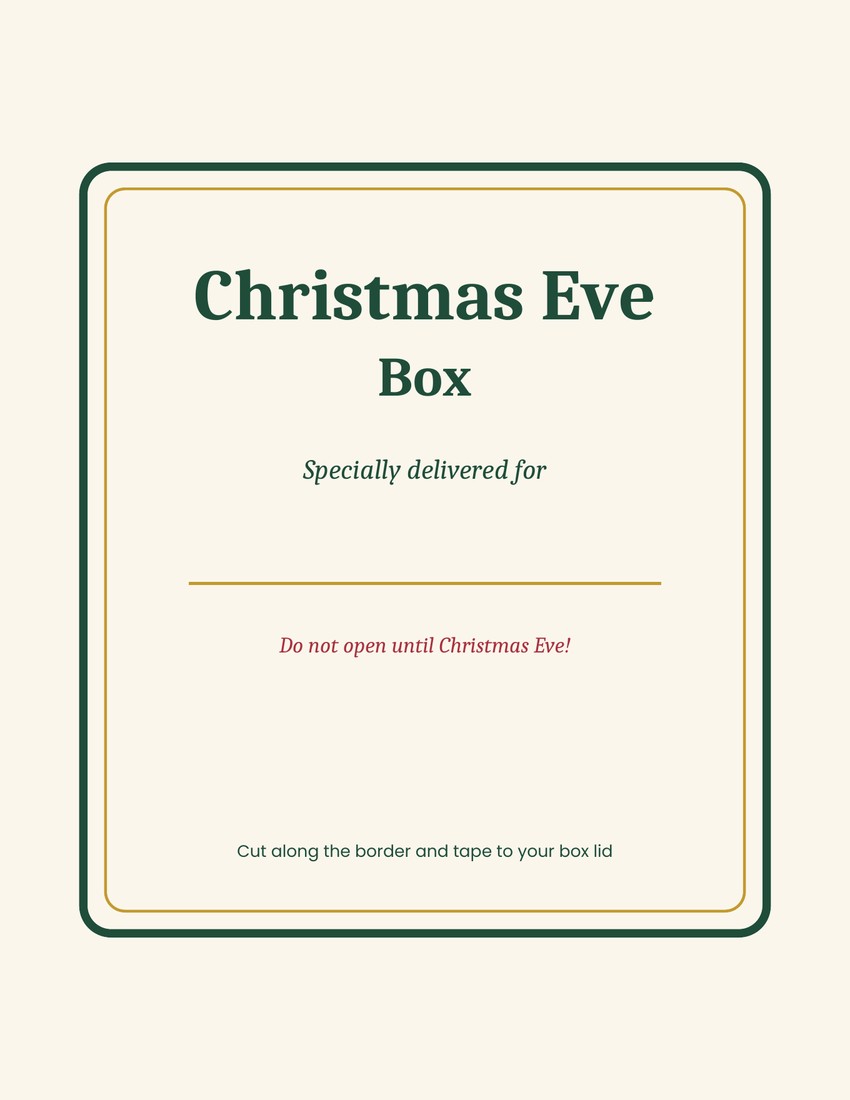 Christmas Eve
Box
Specially delivered for
Do not open until Christmas Eve!
Cut along the border and tape to your box lid